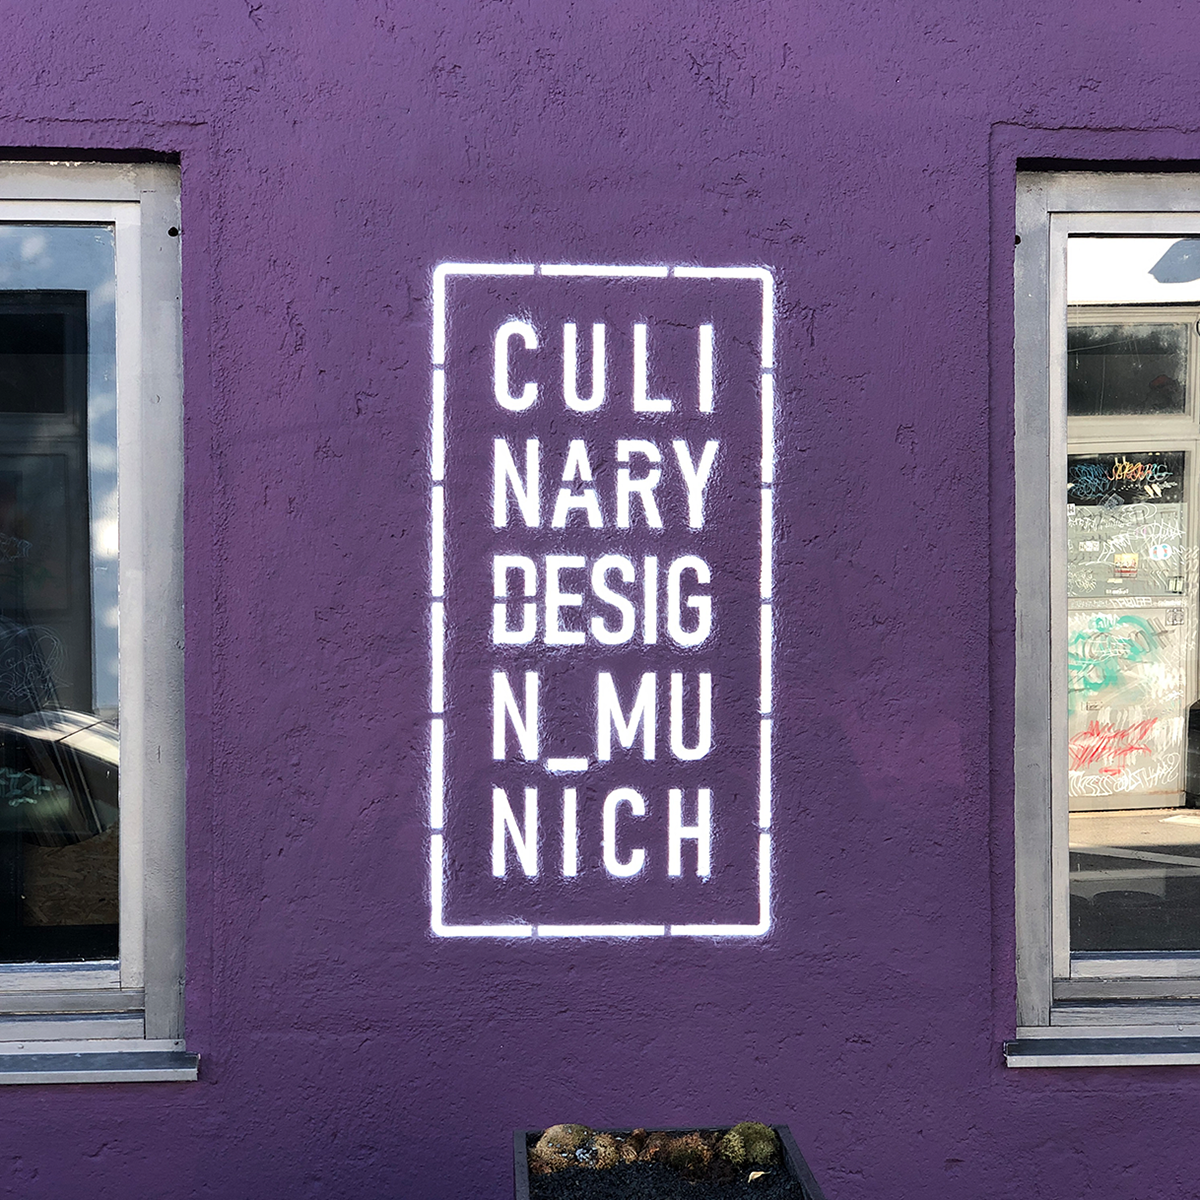 CULI
NARY
DESIG
N_MU
NICH